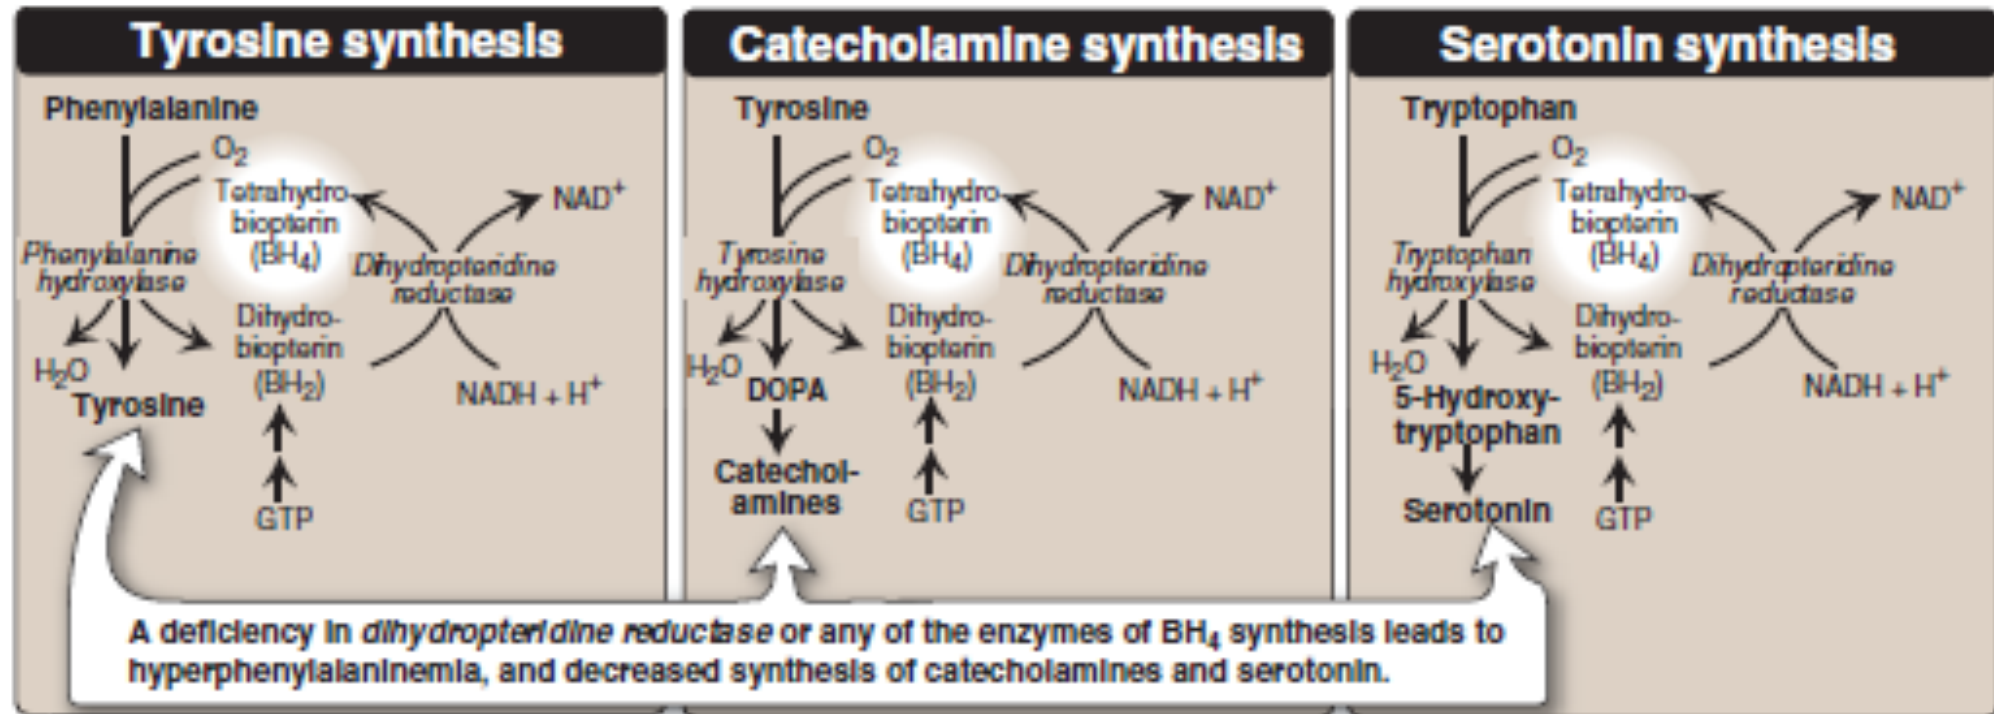 Tyrosine synthesis
Phenylalanine
O2
Tetrahydro-
biopterin
(BH4)
NAD+
Phenylalanine
hydroxylase
Dihydropteridine
reductase
Dihydro-
biopterin
(BH2)
H2O
Tyrosine
NADH + H+
GTP
Catecholamine synthesis
Tyrosine
O2
Tetrahydro-
biopterin
(BH4)
NAD+
Tyrosine
hydroxylase
Dihydropteridine
reductase
Dihydro-
biopterin
(BH2)
H2O
DOPA
NADH + H+
Catechol-
amines
GTP
Serotonin synthesis
Tryptophan
O2
Tetrahydro-
biopterin
(BH4)
NAD+
Tryptophan
hydroxylase
Dihydropteridine
reductase
Dihydro-
biopterin
(BH2)
H2O
5-Hydroxy-
tryptophan
NADH + H+
Serotonin
GTP
A deficiency in dihydropteridine reductase or any of the enzymes of BH4 synthesis leads to
hyperphenylalaninemia, and decreased synthesis of catecholamines and serotonin.